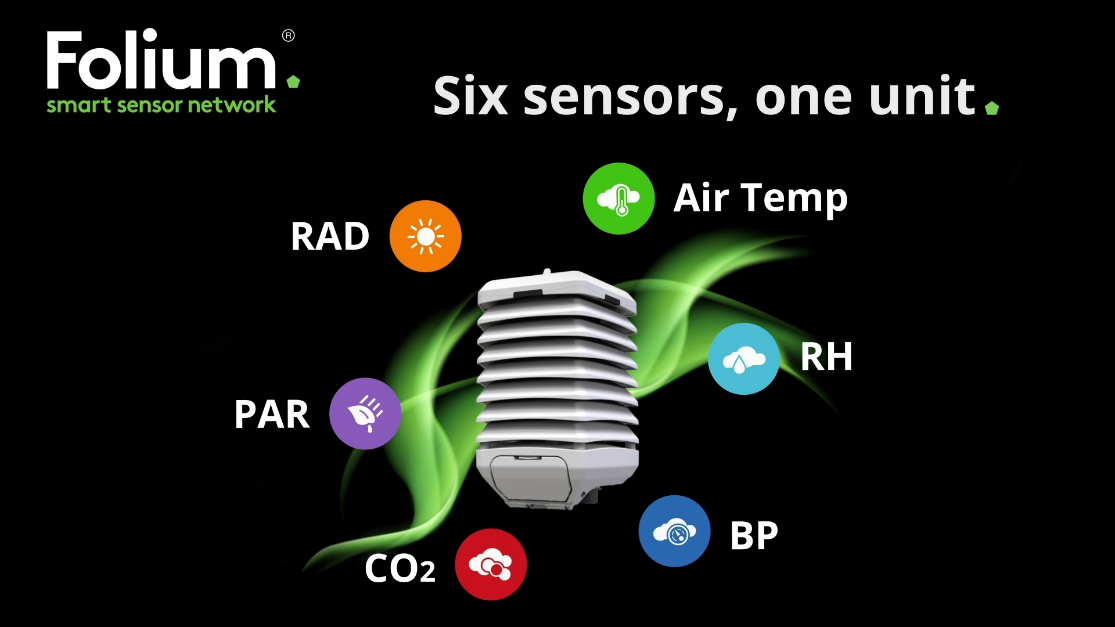 Folium®
smart sensor network
Six sensors, one unit
Air Temp
RAD
RH
PAR
BP
CO2